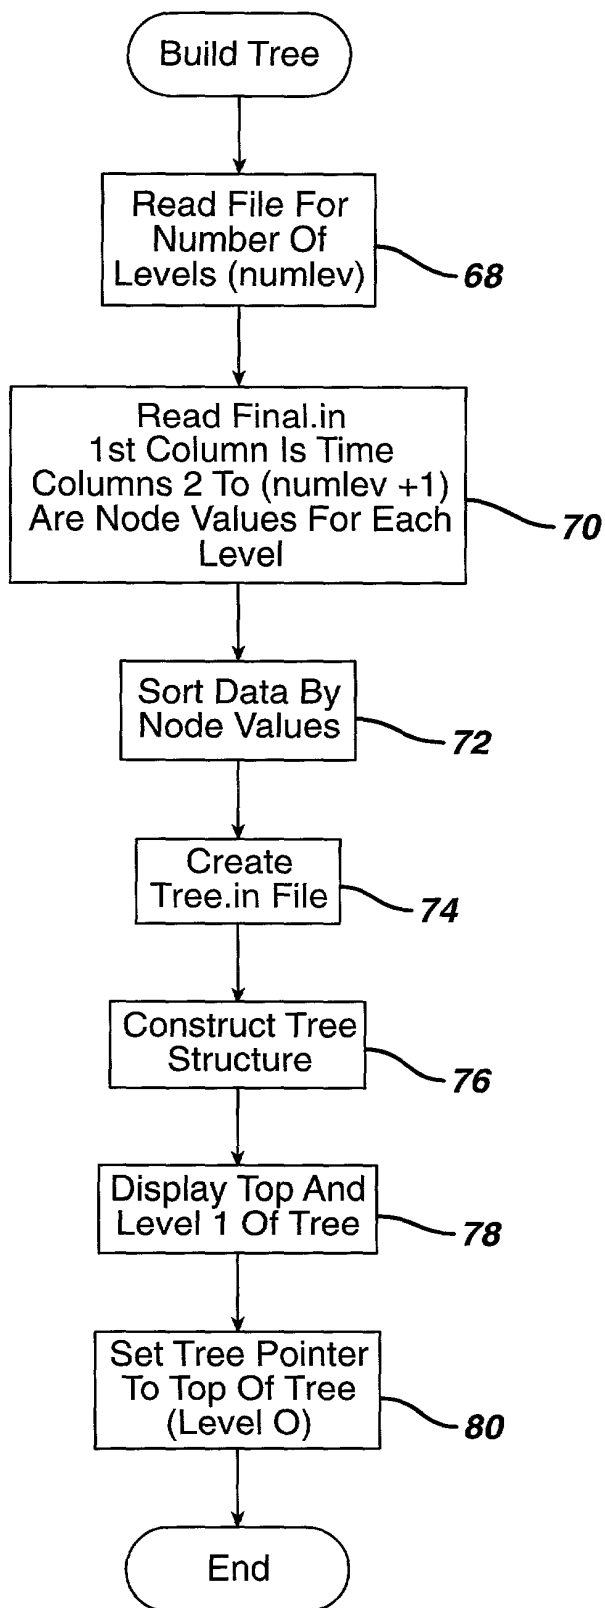 Build Tree
Read File For
Number Of
Levels (numlev)
68
Read Final.in
1st Column Is Time
Columns 2 To (numlev +1)
Are Node Values For Each
Level
70
Sort Data By
Node Values
72
Create
Tree.in File
74
Construct Tree
Structure
76
Display Top And
Level 1 Of Tree
78
Set Tree Pointer
To Top Of Tree
(Level O)
80
End